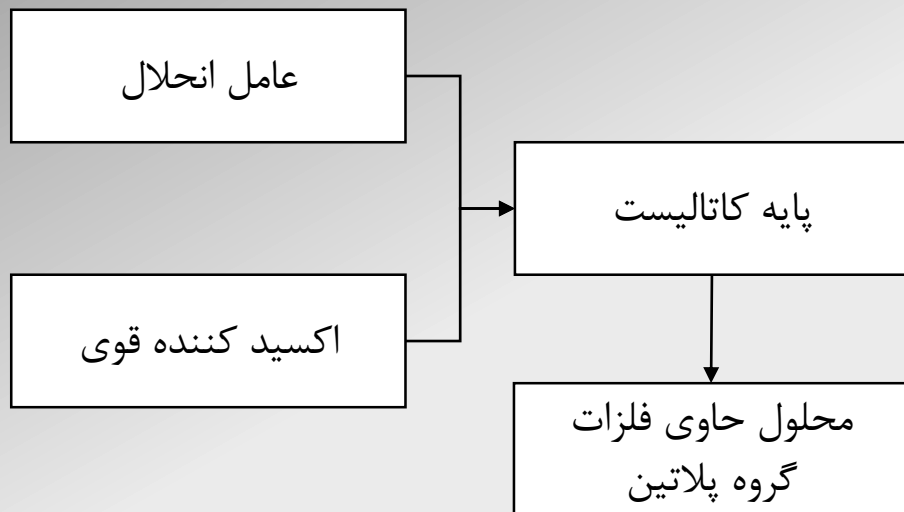 عامل انحلال
پایه کاتالیست
اکسید کننده قوی
محلول حاوی فلزات
گروه پلاتین